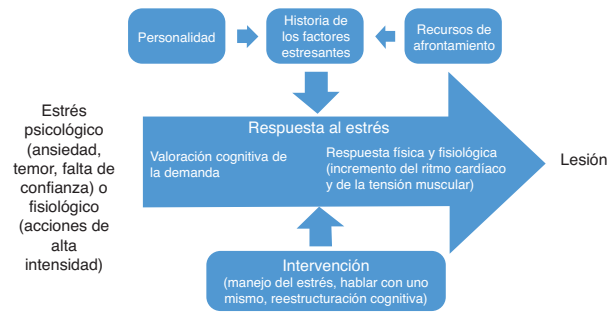 Personalidad
Historia de
los factores
estresantes
Recursos de
afrontamiento
Estrés
psicológico
(ansiedad,
temor, falta de
confianza) o
fisiológico
(acciones de
alta
intensidad)
Respuesta al estrés
Valoración cognitiva de
la demanda
Respuesta física y fisiológica
(incremento del ritmo cardíaco
y de la tensión muscular)
Lesión
Intervención
(manejo del estrés, hablar con uno
mismo, reestructuración cognitiva)